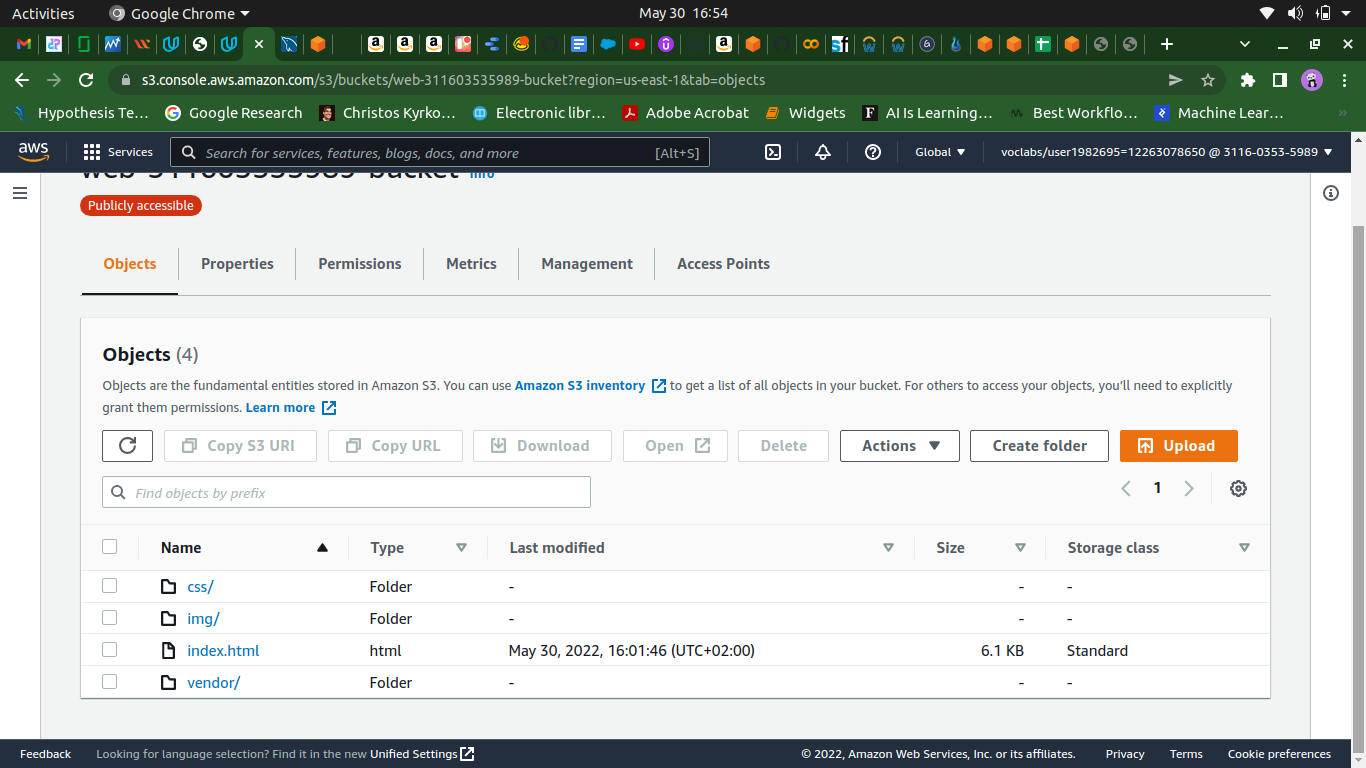 Activities Google Chrome May 30 16:54
s3.console.aws.amazon.com/s3/buckets/web-311603535989-bucket?region=us-east-1&tab=objects
Hypothesis Te... Google Research Christos Kyrko... Electronic libr... Adobe Acrobat Widgets AI Is Learning... Best Workflo... Machine Lear... »
aws Services Search for services, features, blogs, docs, and more [Alt+S] Global voclabs/user1982695=12263078650 @ 3116-0353-5989
web-311603535989-bucket Info
Publicly accessible
Objects Properties Permissions Metrics Management Access Points
Objects (4)
Objects are the fundamental entities stored in Amazon S3. You can use Amazon S3 inventory to get a list of all objects in your bucket. For others to access your objects, you'll need to explicitly
grant them permissions. Learn more
Copy S3 URI Copy URL Download Open Delete Actions Create folder Upload
Find objects by prefix 1
Name Type Last modified Size Storage class
css/ Folder - - -
img/ Folder - - -
index.html html May 30, 2022, 16:01:46 (UTC+02:00) 6.1 KB Standard
vendor/ Folder - - -
Feedback Looking for language selection? Find it in the new Unified Settings © 2022, Amazon Web Services, Inc. or its affiliates. Privacy Terms Cookie preferences